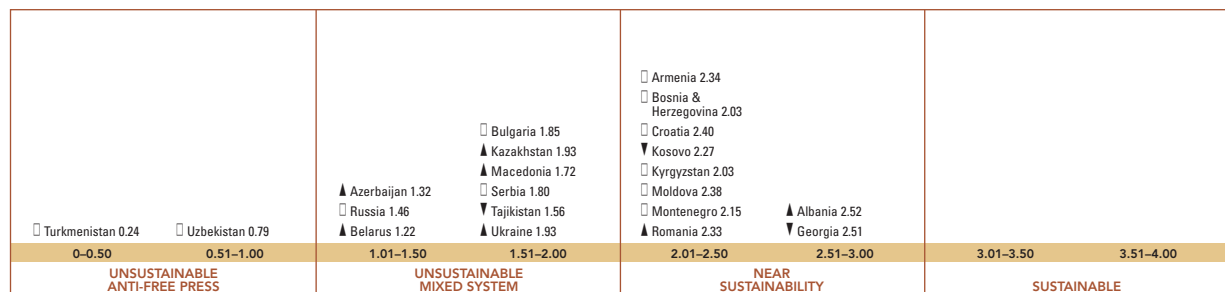 □ Turkmenistan 0.24
□ Uzbekistan 0.79
▲ Azerbaijan 1.32
□ Russia 1.46
▲ Belarus 1.22
□ Bulgaria 1.85
▲ Kazakhstan 1.93
▲ Macedonia 1.72
□ Serbia 1.80
▼ Tajikistan 1.56
▲ Ukraine 1.93
□ Armenia 2.34
□ Bosnia &
Herzegovina 2.03
□ Croatia 2.40
▼ Kosovo 2.27
□ Kyrgyzstan 2.03
□ Moldova 2.38
□ Montenegro 2.15
▲ Romania 2.33
▲ Albania 2.52
▼ Georgia 2.51
0–0.50
0.51–1.00
1.01–1.50
1.51–2.00
2.01–2.50
2.51–3.00
3.01–3.50
3.51–4.00
UNSUSTAINABLE
ANTI-FREE PRESS
UNSUSTAINABLE
MIXED SYSTEM
NEAR
SUSTAINABILITY
SUSTAINABLE